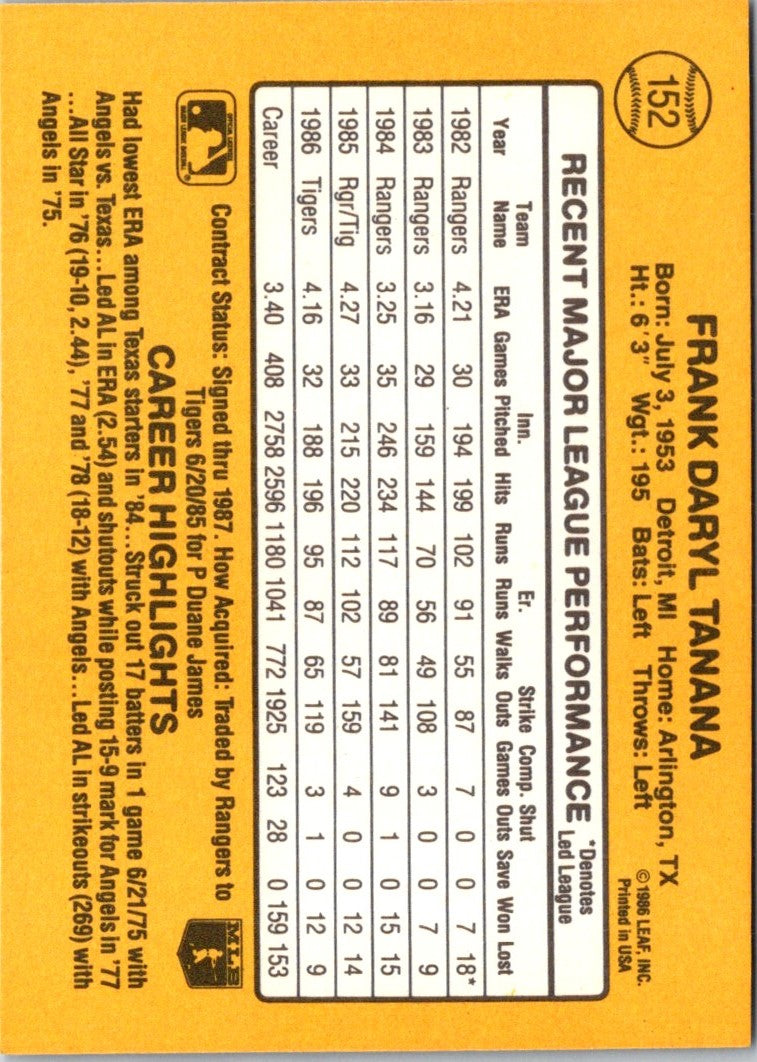 152
FRANK DARYL TANANA
Born: July 3, 1953 Detroit, MI Home: Arlington, TX
Ht.: 6'3" Wgt.: 195 Bats: Left Throws: Left
©1986 LEAF, INC.
Printed in USA
RECENT MAJOR LEAGUE PERFORMANCE *Denotes
Led League
Team Inn. Er. Strike Comp. Shut
Year Name ERA Games Pitched Hits Runs Runs Walks Outs Games Outs Save Won Lost
1982 Rangers 4.21 30 194 199 102 91 55 87 7 0 0 7 18*
1983 Rangers 3.16 29 159 144 70 56 49 108 3 0 0 7 9
1984 Rangers 3.25 35 246 234 117 89 81 141 9 1 0 15 15
1985 Rgr/Tig 4.27 33 215 220 112 102 57 159 4 0 0 12 14
1986 Tigers 4.16 32 188 196 95 87 65 119 3 1 0 12 9
Career 3.40 408 2758 2596 1180 1041 772 1925 123 28 0 159 153
OFFICIAL LICENSEE
MAJOR LEAGUE BASEBALL
Contract Status: Signed thru 1987. How Acquired: Traded by Rangers to
Tigers 6/20/85 for P Duane James
MLB
CAREER HIGHLIGHTS
Had lowest ERA among Texas starters in '84...Struck out 17 batters in 1 game 6/21/75 with
Angels vs. Texas...Led AL in ERA (2.54) and shutouts while posting 15-9 mark for Angels in '77
...All Star in '76 (19-10, 2.44), '77 and '78 (18-12) with Angels...Led AL in strikeouts (269) with
Angels in '75.